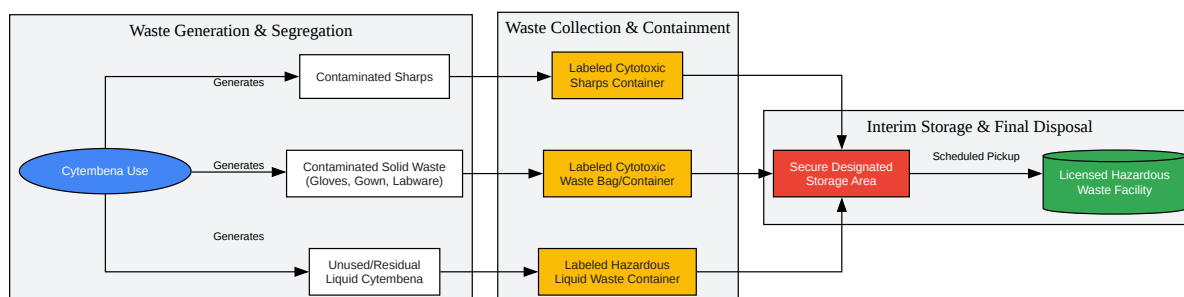 Waste Generation & Segregation
Waste Collection & Containment
Contaminated Sharps
Generates
Labeled Cytotoxic
Sharps Container
Interim Storage & Final Disposal
Cytembena Use
Generates
Contaminated Solid Waste
(Gloves, Gown, Labware)
Labeled Cytotoxic
Waste Bag/Container
Secure Designated
Storage Area
Scheduled Pickup
Licensed Hazardous
Waste Facility
Generates
Unused/Residual
Liquid Cytembena
Labeled Hazardous
Liquid Waste Container